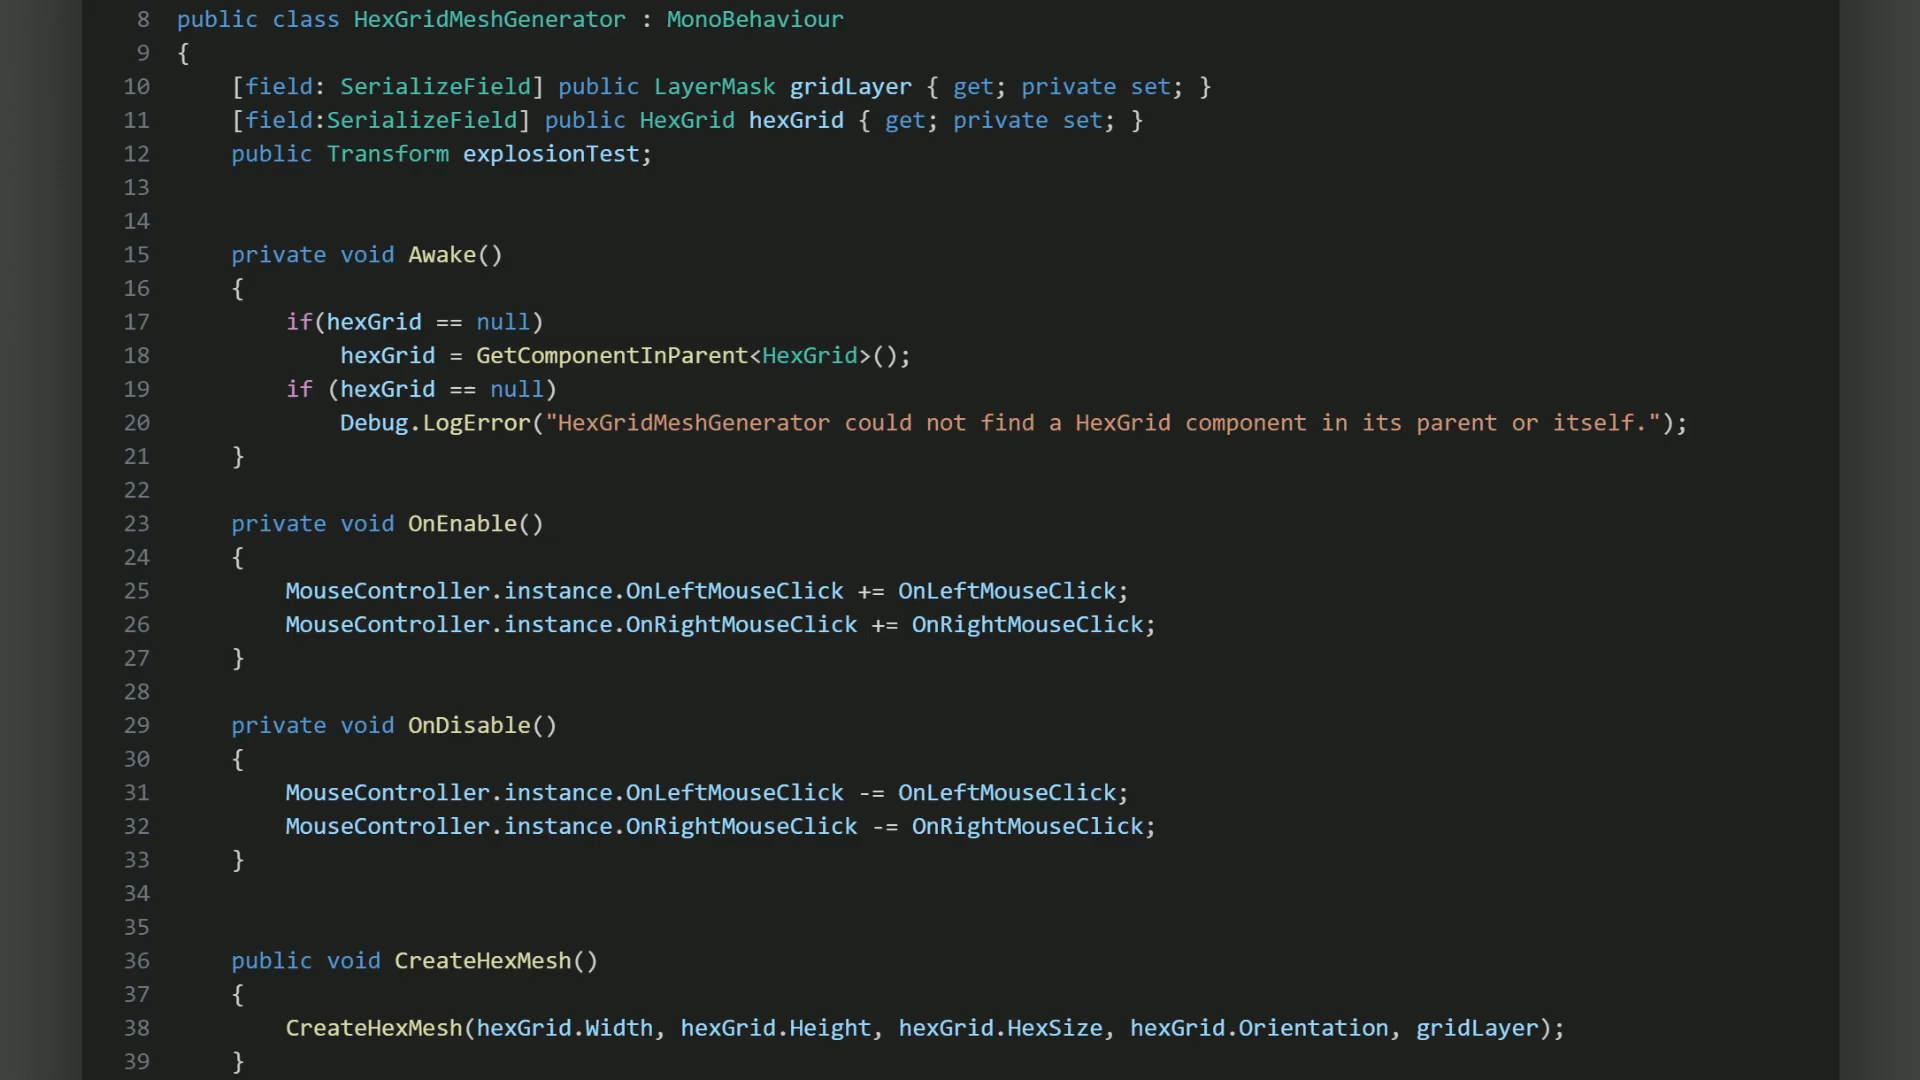 8 public class HexGridMeshGenerator : MonoBehaviour
9 {
10     [field: SerializeField] public LayerMask gridLayer { get; private set; }
11     [field:SerializeField] public HexGrid hexGrid { get; private set; }
12     public Transform explosionTest;
13
14
15     private void Awake()
16     {
17         if(hexGrid == null)
18             hexGrid = GetComponentInParent<HexGrid>();
19         if (hexGrid == null)
20             Debug.LogError("HexGridMeshGenerator could not find a HexGrid component in its parent or itself.");
21     }
22
23     private void OnEnable()
24     {
25         MouseController.instance.OnLeftMouseClick += OnLeftMouseClick;
26         MouseController.instance.OnRightMouseClick += OnRightMouseClick;
27     }
28
29     private void OnDisable()
30     {
31         MouseController.instance.OnLeftMouseClick -= OnLeftMouseClick;
32         MouseController.instance.OnRightMouseClick -= OnRightMouseClick;
33     }
34
35
36     public void CreateHexMesh()
37     {
38         CreateHexMesh(hexGrid.Width, hexGrid.Height, hexGrid.HexSize, hexGrid.Orientation, gridLayer);
39     }